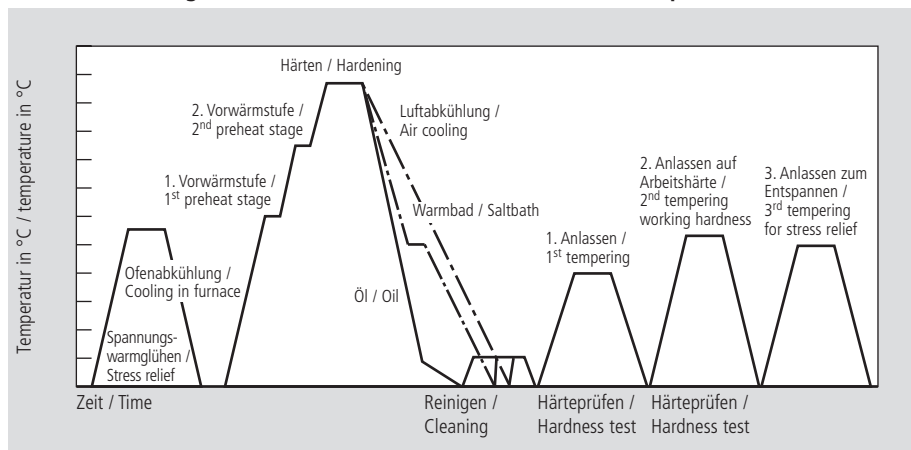 Temperatur in °C / temperature in °C
Härten / Hardening
2. Vorwärmstufe /
2nd preheat stage
Luftabkühlung /
Air cooling
1. Vorwärmstufe /
1st preheat stage
2. Anlassen auf
Arbeitshärte /
2nd tempering
working hardness
3. Anlassen zum
Entspannen /
3rd tempering
for stress relief
Warmbad / Saltbath
1. Anlassen /
1st tempering
Ofenabkühlung /
Cooling in furnace
Öl / Oil
Spannungs-
warmglühen /
Stress relief
Zeit / Time
Reinigen /
Cleaning
Härteprüfen /
Hardness test
Härteprüfen /
Hardness test